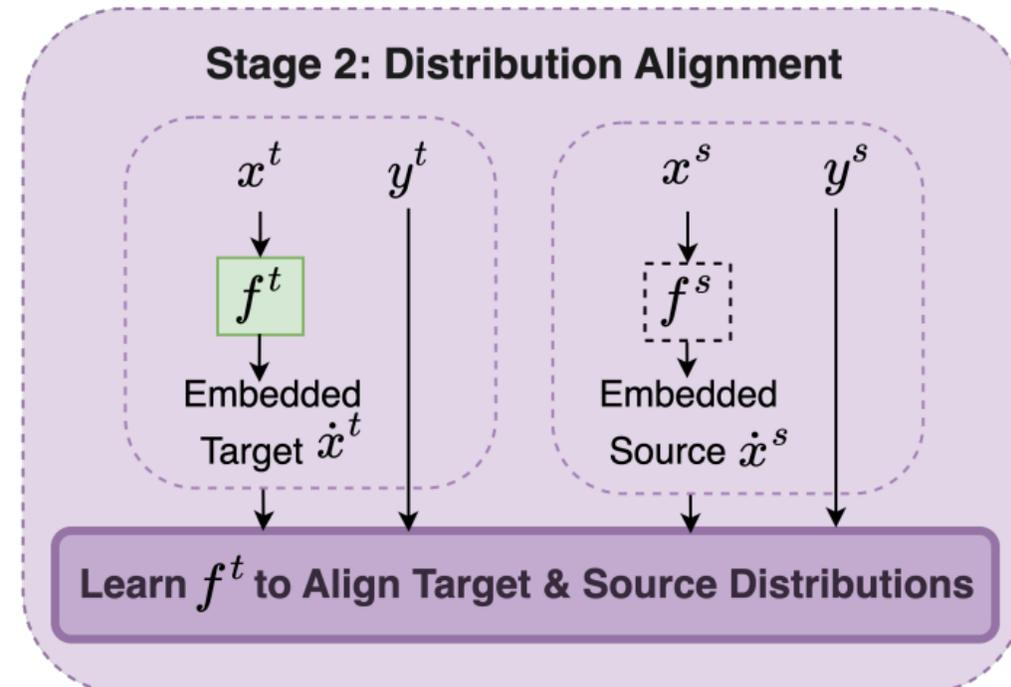 Stage 2: Distribution Alignment
x^t y^t x^s y^s
f^t f^s
Embedded Embedded
Target ẋ^t Source ẋ^s
Learn f^t to Align Target & Source Distributions